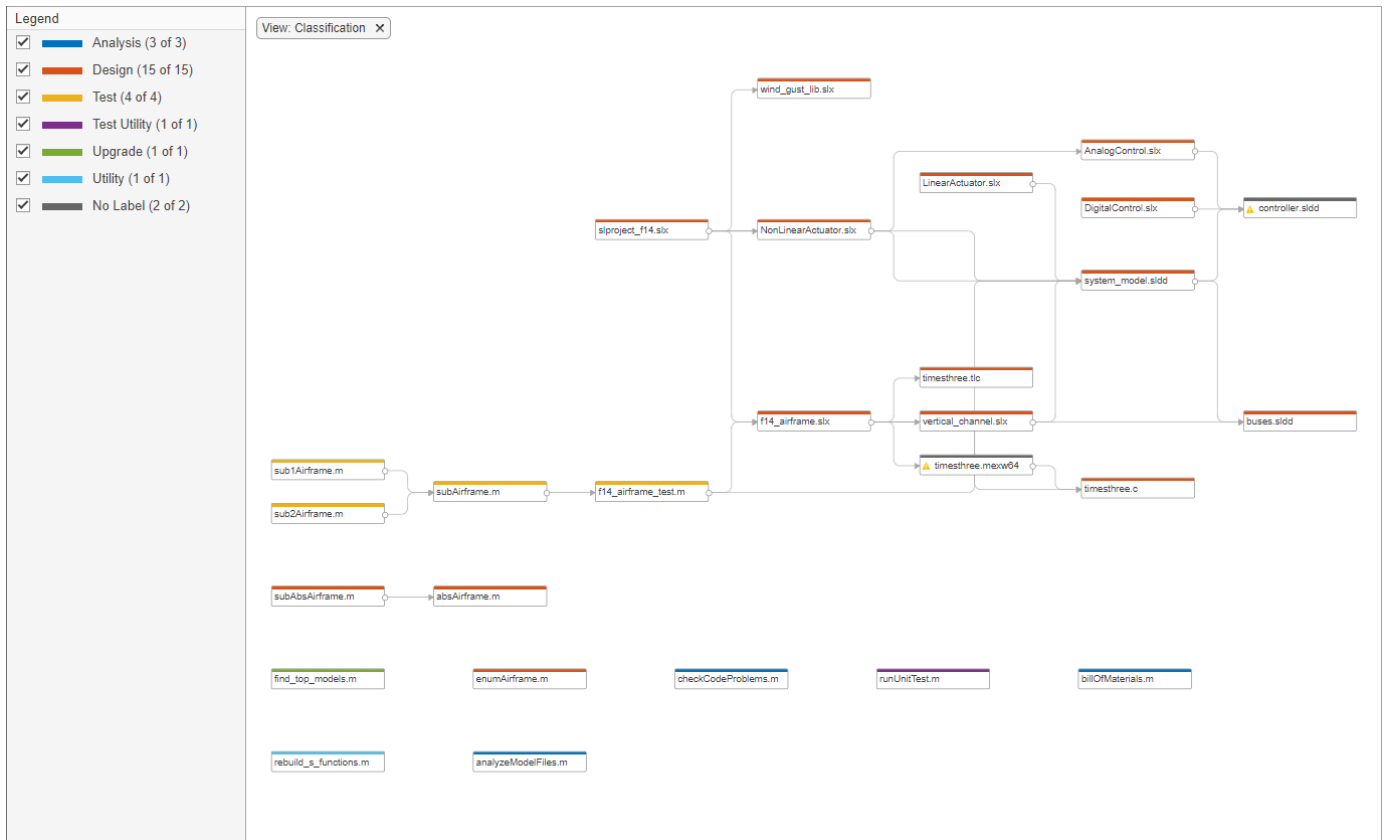 Legend
Analysis (3 of 3)
Design (15 of 15)
Test (4 of 4)
Test Utility (1 of 1)
Upgrade (1 of 1)
Utility (1 of 1)
No Label (2 of 2)
View: Classification ✕
wind_gust_lib.slx
AnalogControl.slx
LinearActuator.slx
DigitalControl.slx
controller.sldd
slproject_f14.slx
NonLinearActuator.slx
system_model.sldd
timesthree.tlc
f14_airframe.slx
vertical_channel.slx
buses.sldd
timesthree.mexw64
sub1Airframe.m
subAirframe.m
f14_airframe_test.m
timesthree.c
sub2Airframe.m
subAbsAirframe.m
absAirframe.m
find_top_models.m
enumAirframe.m
checkCodeProblems.m
runUnitTest.m
billOfMaterials.m
rebuild_s_functions.m
analyzeModelFiles.m